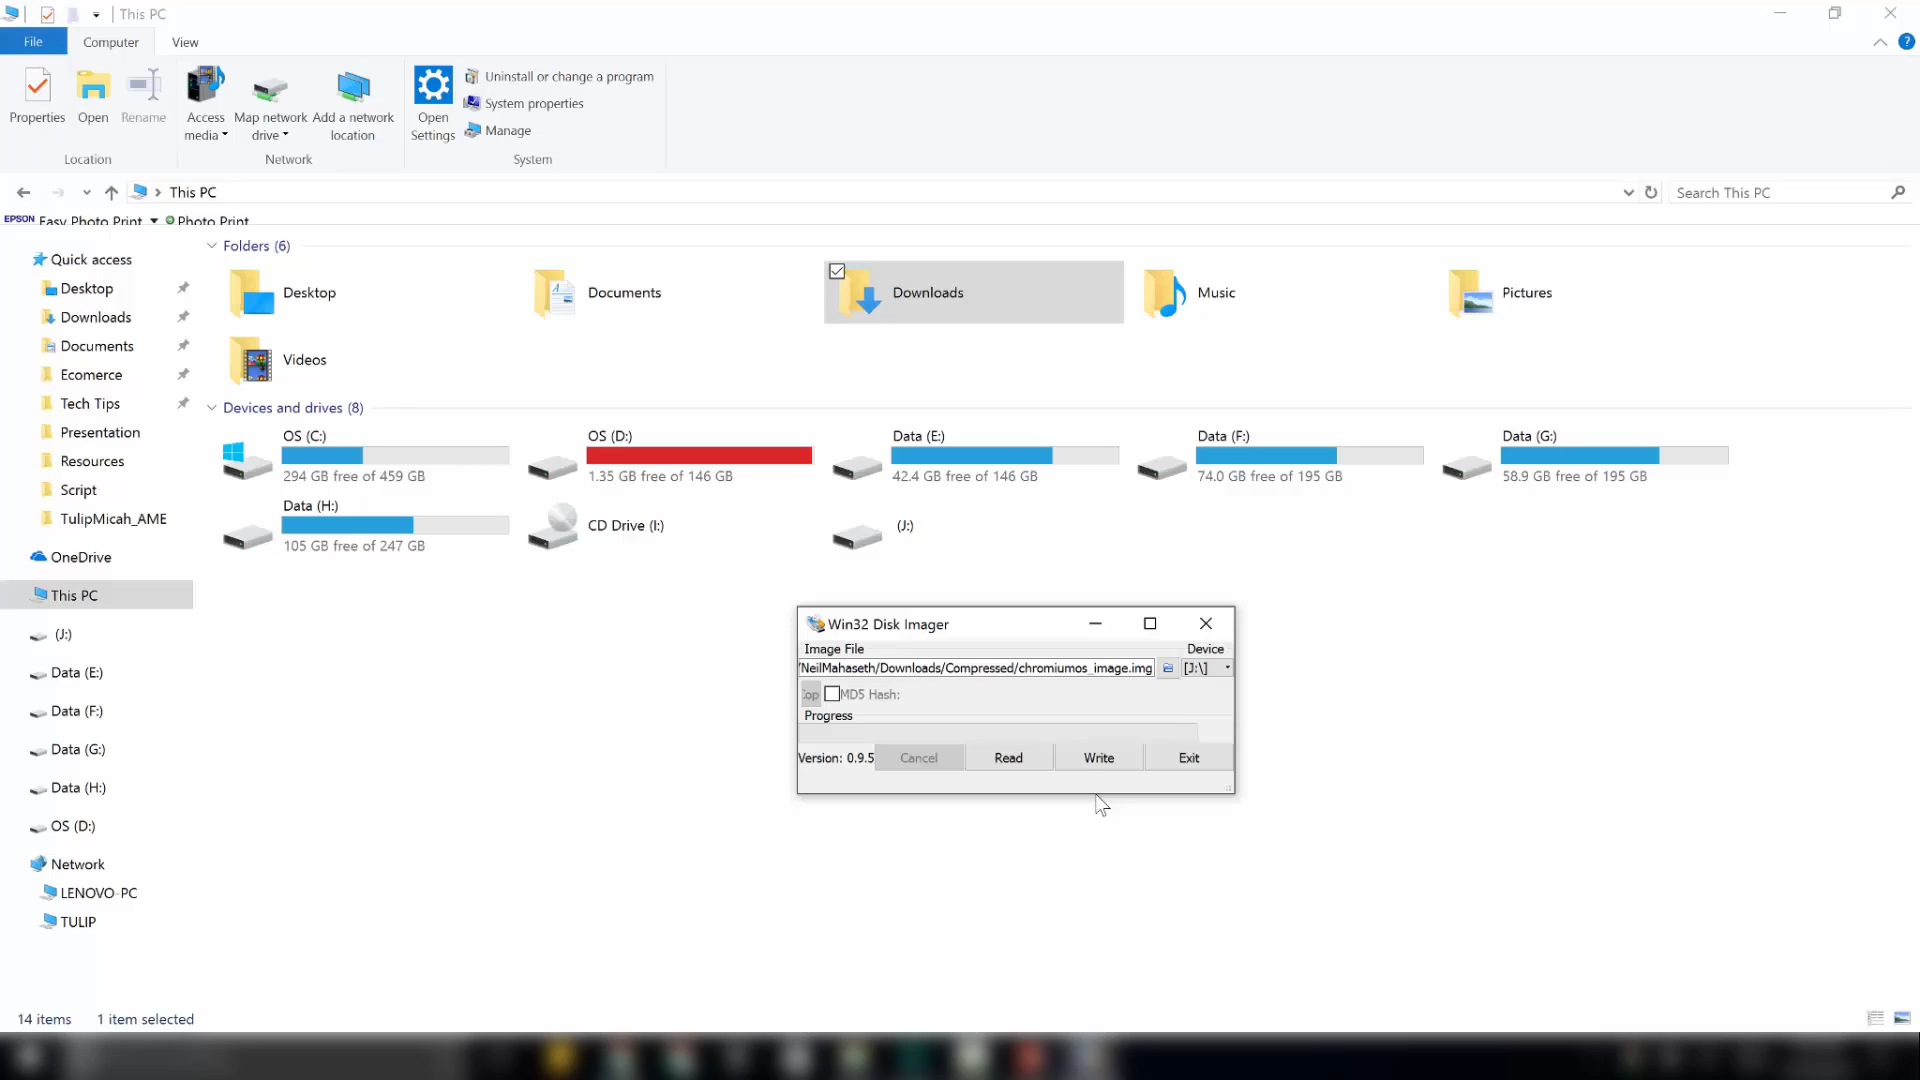 This PC
File
Computer
View
Properties
Open
Rename
Access media
Map network drive
Add a network location
Open Settings
Uninstall or change a program
System properties
Manage
Location
Network
System
This PC
Search This PC
EPSON Easy Photo Print
Photo Print
Quick access
Desktop
Downloads
Documents
Ecomerce
Tech Tips
Presentation
Resources
Script
TulipMicah_AME
OneDrive
This PC
(J:)
Data (E:)
Data (F:)
Data (G:)
Data (H:)
OS (D:)
Network
LENOVO-PC
TULIP
Folders (6)
Desktop
Documents
Downloads
Music
Pictures
Videos
Devices and drives (8)
OS (C:)
294 GB free of 459 GB
OS (D:)
1.35 GB free of 146 GB
Data (E:)
42.4 GB free of 146 GB
Data (F:)
74.0 GB free of 195 GB
Data (G:)
58.9 GB free of 195 GB
Data (H:)
105 GB free of 247 GB
CD Drive (I:)
(J:)
Win32 Disk Imager
Image File
Device
/NeilMahaseth/Downloads/Compressed/chromiumos_image.img
[J:\]
MD5 Hash:
Progress
Version: 0.9.5
Cancel
Read
Write
Exit
14 items
1 item selected